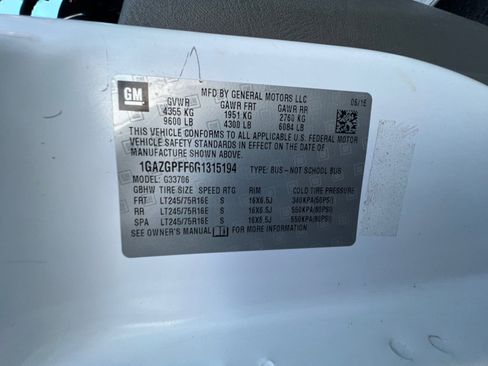 GM
MFD BY GENERAL MOTORS LLC 06/16
GVWR GAWR FRT GAWR RR
4355 KG 1951 KG 2760 KG
9600 LB 4300 LB 6084 LB
THIS VEHICLE CONFORMS TO ALL APPLICABLE U.S. FEDERAL MOTOR
VEHICLE SAFETY STANDARDS IN EFFECT ON THE DATE OF
MANUFACTURE SHOWN ABOVE.
1GAZGPFF6G1315194 TYPE: BUS - NOT SCHOOL BUS
MODEL: G33706
GBHW TIRE SIZE SPEED RTG RIM COLD TIRE PRESSURE
FRT LT245/75R16E S 16X6.5J 340KPA(50PSI)
RR LT245/75R16E S 16X6.5J 550KPA(80PSI)
SPA LT245/75R16E S 16X6.5J 550KPA(80PSI)
SEE OWNER'S MANUAL FOR MORE INFORMATION.